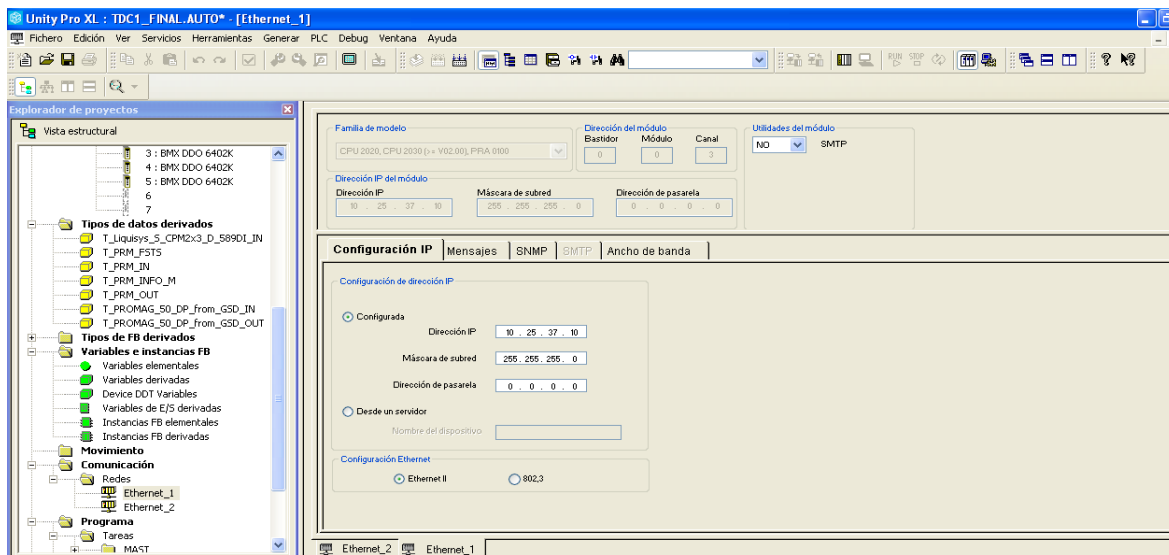 Unity Pro XL : TDC1_FINAL.AUTO* - [Ethernet_1]
Fichero Edición Ver Servicios Herramientas Generar PLC Debug Ventana Ayuda
RUN STOP
Explorador de proyectos
Vista estructural
3 : BMX DDO 6402K
4 : BMX DDO 6402K
5 : BMX DDO 6402K
6
7
Tipos de datos derivados
T_Liquisys_S_CPM2x3_D_589DI_IN
T_PRM_FSTS
T_PRM_IN
T_PRM_INFO_M
T_PRM_OUT
T_PROMAG_50_DP_from_GSD_IN
T_PROMAG_50_DP_from_GSD_OUT
Tipos de FB derivados
Variables e instancias FB
Variables elementales
Variables derivadas
Device DDT Variables
Variables de E/S derivadas
Instancias FB elementales
Instancias FB derivadas
Movimiento
Comunicación
Redes
Ethernet_1
Ethernet_2
Programa
Tareas
MAST
Familia de modelo
CPU 2020, CPU 2030 (>= V02.00), PRA 0100
Dirección del módulo
Bastidor Módulo Canal
0 0 3
Utilidades del módulo
NO SMTP
Dirección IP del módulo
Dirección IP Máscara de subred Dirección de pasarela
10 . 25 . 37 . 10 255 . 255 . 255 . 0 0 . 0 . 0 . 0
Configuración IP Mensajes SNMP SMTP Ancho de banda
Configuración de dirección IP
Configurada
Dirección IP 10 . 25 . 37 . 10
Máscara de subred 255 . 255 . 255 . 0
Dirección de pasarela 0 . 0 . 0 . 0
Desde un servidor
Nombre del dispositivo
Configuración Ethernet
Ethernet II 802,3
Ethernet_2 Ethernet_1